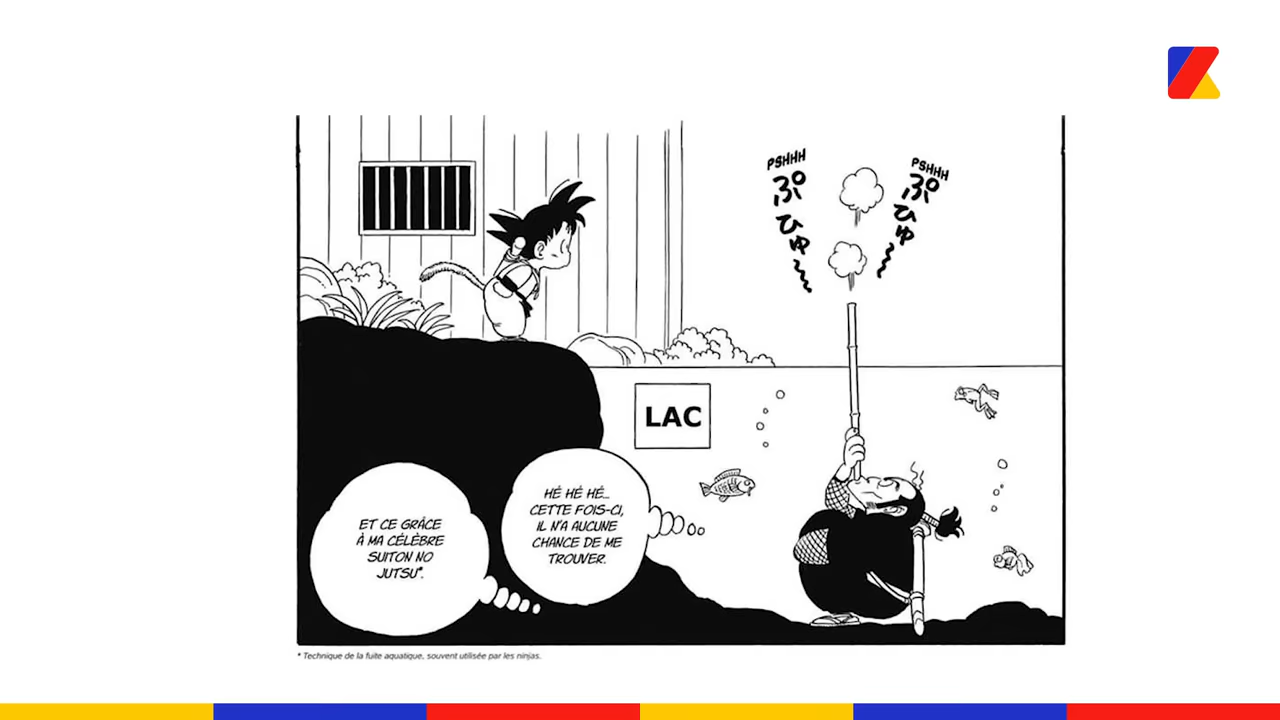 PSHHH
ぷひゅ〜
PSHHH
ぷひゅ〜
LAC
HÉ HÉ HÉ...
CETTE FOIS-CI,
IL N'A AUCUNE
CHANCE DE ME
TROUVER.
ET CE GRÂCE
À MA CÉLÈBRE
SUITON NO
JUTSU*.
* Technique de la fuite aquatique, souvent utilisée par les ninjas.